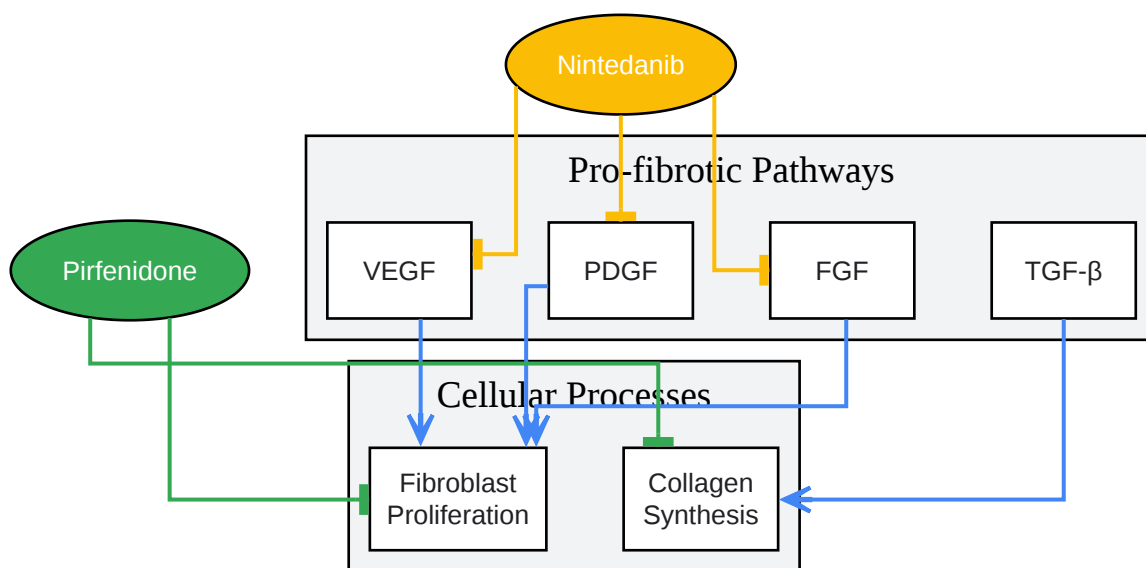 Nintedanib
Pro-fibrotic Pathways
Pirfenidone
VEGF
PDGF
FGF
TGF-β
Cellular Processes
Fibroblast
Proliferation
Collagen
Synthesis